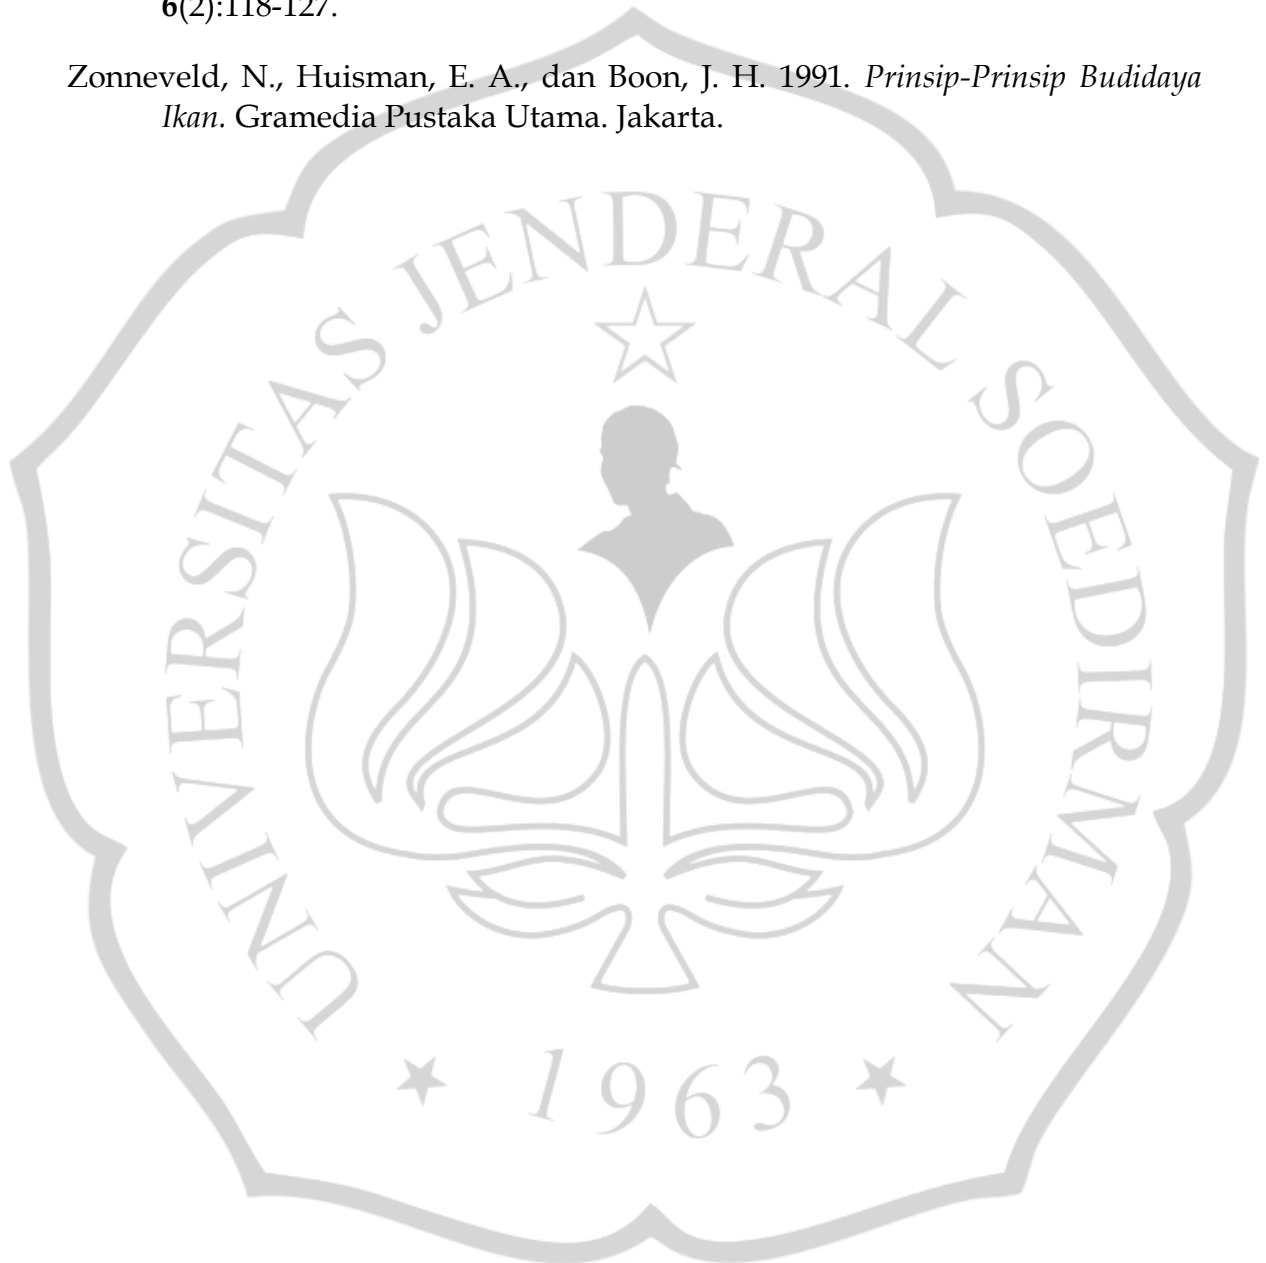 6(2):118-127.
Zonneveld, N., Huisman, E. A., dan Boon, J. H. 1991. Prinsip-Prinsip Budidaya
Ikan. Gramedia Pustaka Utama. Jakarta.
UNIVERSITAS JENDERAL SOEDIRMAN
1963